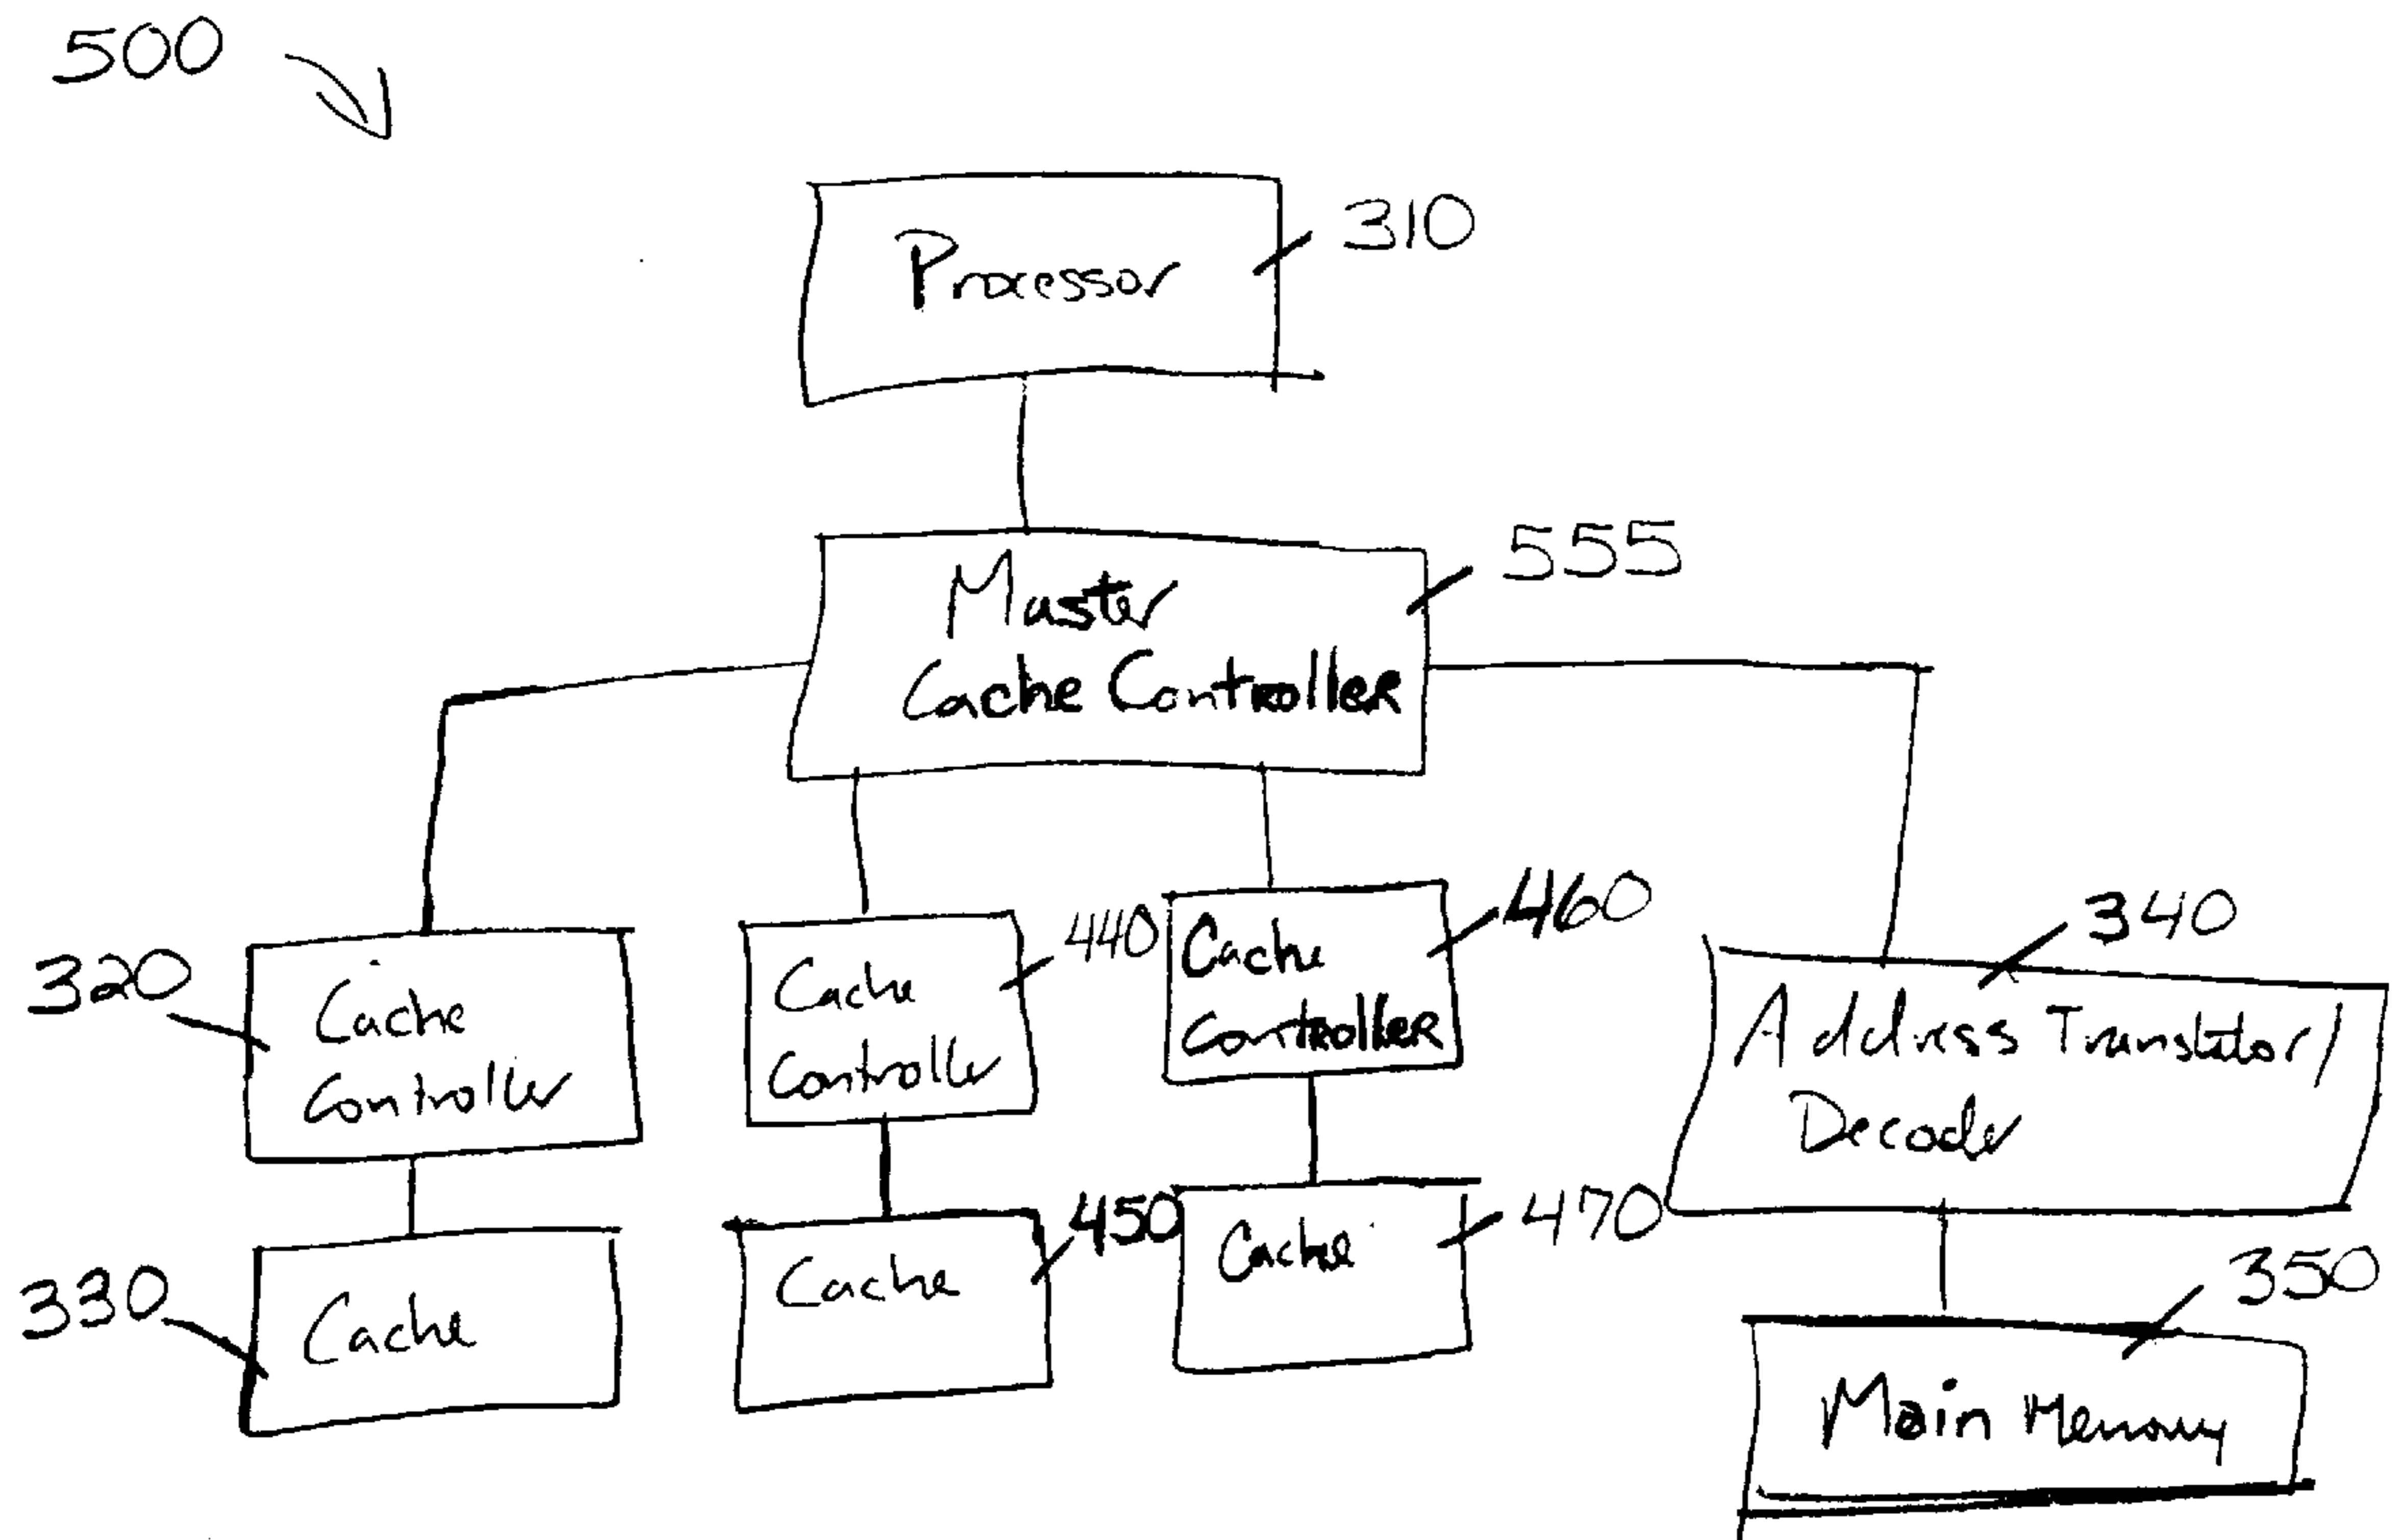 500
Processor
310
Master
Cache Controller
555
320
Cache
Controller
Cache
Controller
440
Cache
Controller
460
Address Translator/
Decoder
340
330
Cache
Cache
450
Cache
470
Main Memory
350